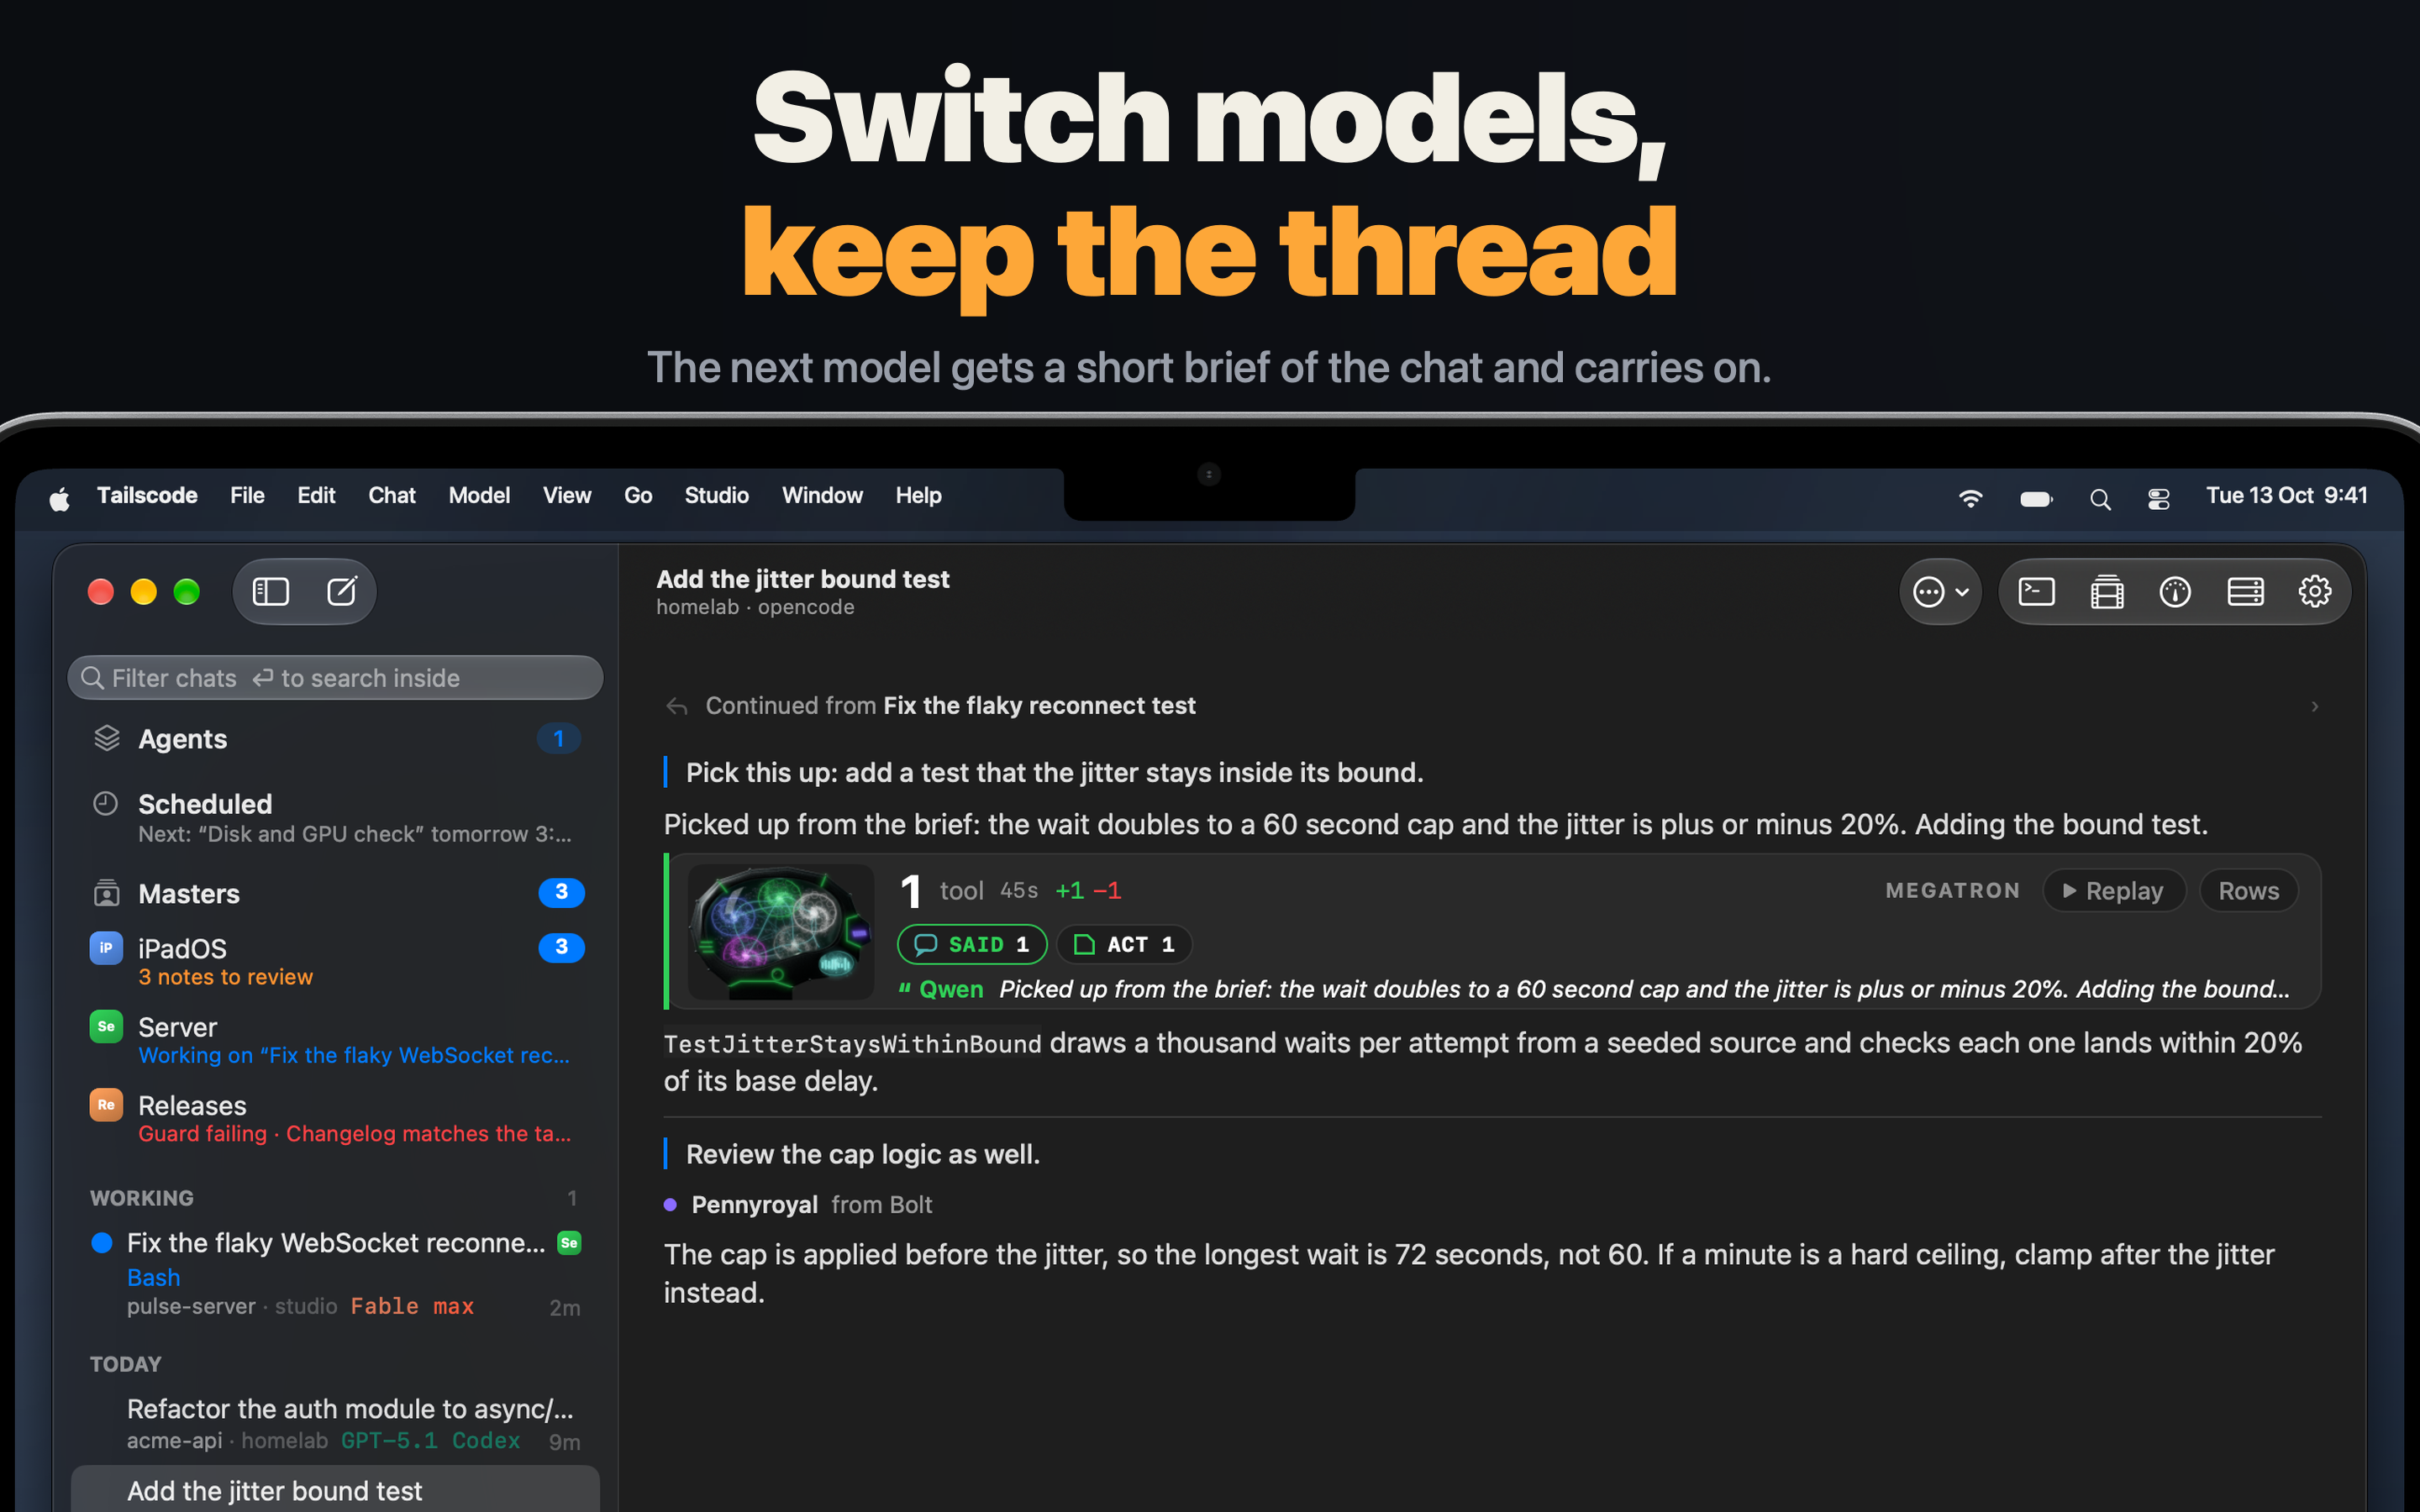 Switch models,
keep the thread
The next model gets a short brief of the chat and carries on.
Tailscode File Edit Chat Model View Go Studio Window Help
Tue 13 Oct 9:41
Filter chats ⏎ to search inside
Agents 1
Scheduled
Next: “Disk and GPU check” tomorrow 3:…
Masters 3
iP iPadOS 3
3 notes to review
Se Server
Working on “Fix the flaky WebSocket rec…
Re Releases
Guard failing · Changelog matches the ta…
WORKING 1
Fix the flaky WebSocket reconne… Se
Bash
pulse-server · studio Fable max 2m
TODAY
Refactor the auth module to async/…
acme-api · homelab GPT-5.1 Codex 9m
Add the jitter bound test
Add the jitter bound test
homelab · opencode
Continued from Fix the flaky reconnect test
Pick this up: add a test that the jitter stays inside its bound.
Picked up from the brief: the wait doubles to a 60 second cap and the jitter is plus or minus 20%. Adding the bound test.
1 tool 45s +1 −1 MEGATRON Replay Rows
SAID 1 ACT 1
“ Qwen Picked up from the brief: the wait doubles to a 60 second cap and the jitter is plus or minus 20%. Adding the bound…
TestJitterStaysWithinBound draws a thousand waits per attempt from a seeded source and checks each one lands within 20%
of its base delay.
Review the cap logic as well.
Pennyroyal from Bolt
The cap is applied before the jitter, so the longest wait is 72 seconds, not 60. If a minute is a hard ceiling, clamp after the jitter
instead.